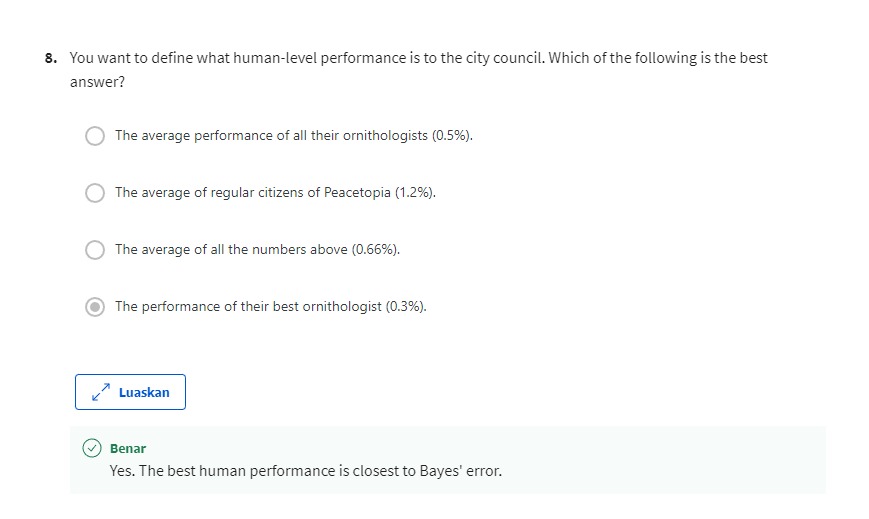 8. You want to define what human-level performance is to the city council. Which of the following is the best
answer?
The average performance of all their ornithologists (0.5%).
The average of regular citizens of Peacetopia (1.2%).
The average of all the numbers above (0.66%).
The performance of their best ornithologist (0.3%).
Luaskan
Benar
Yes. The best human performance is closest to Bayes' error.